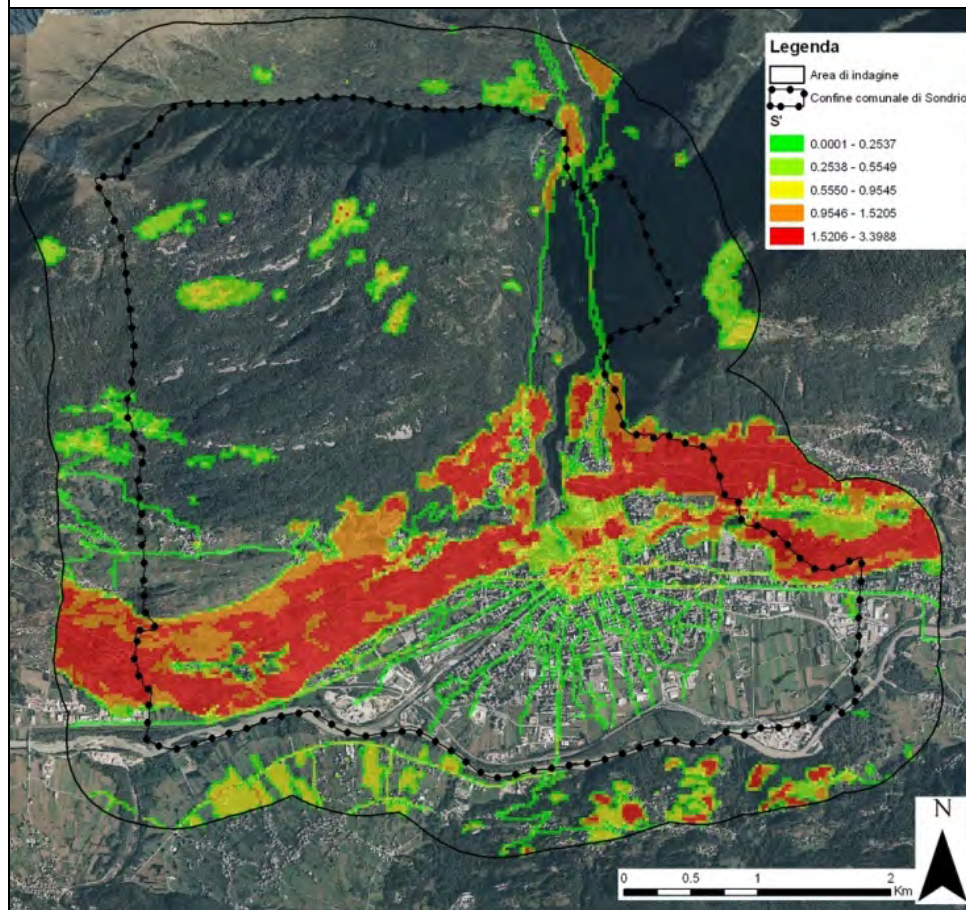 Legenda
Area di indagine
Confine comunale di Sondrio
S'
0.0001 - 0.2537
0.2538 - 0.5549
0.5550 - 0.9545
0.9546 - 1.5205
1.5206 - 3.3988
N
0 0.5 1 2
Km